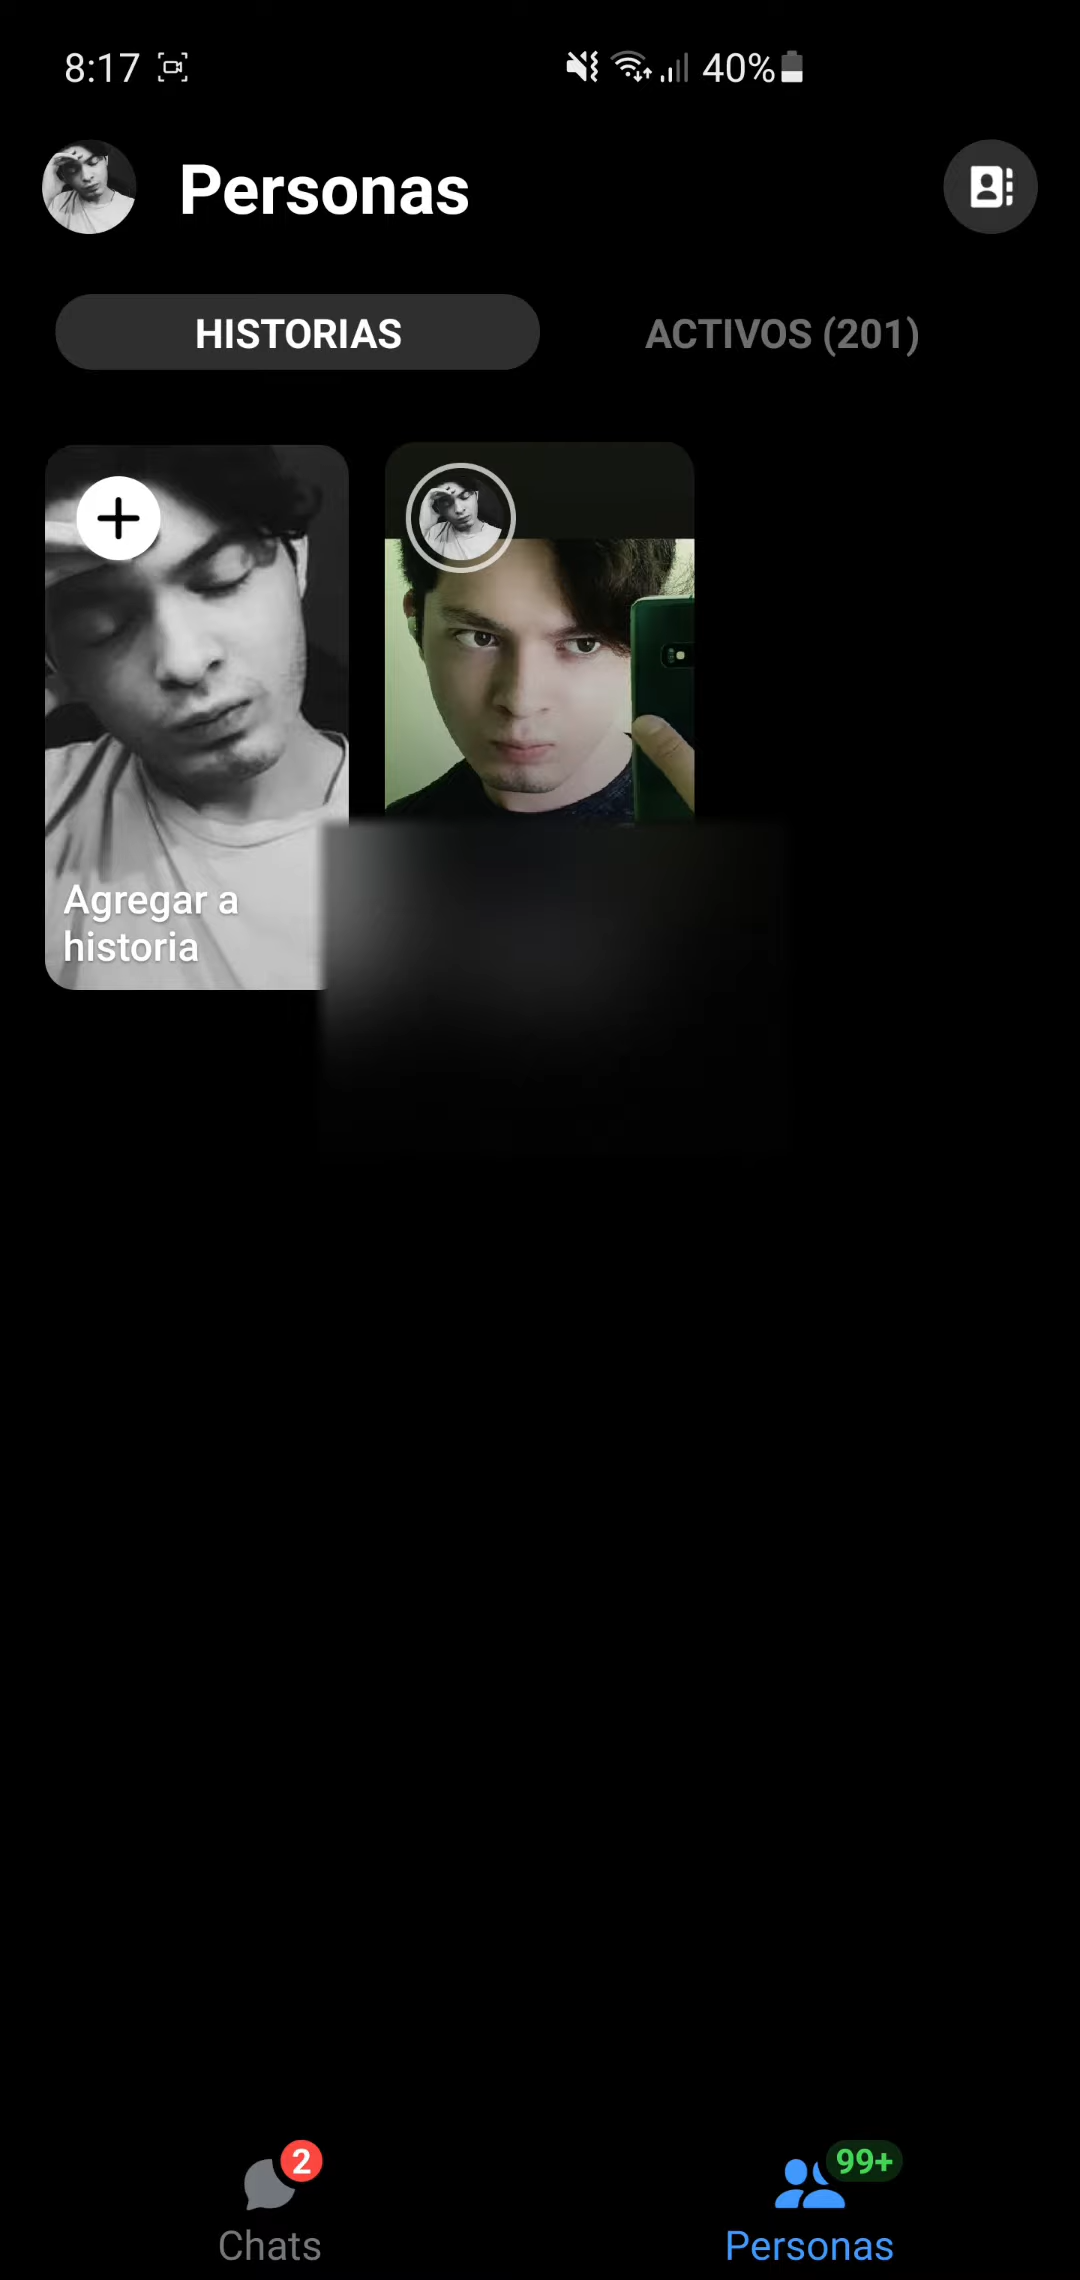 8:17
40%
Personas
HISTORIAS
ACTIVOS (201)
Agregar a
historia
2
99+
Chats
Personas